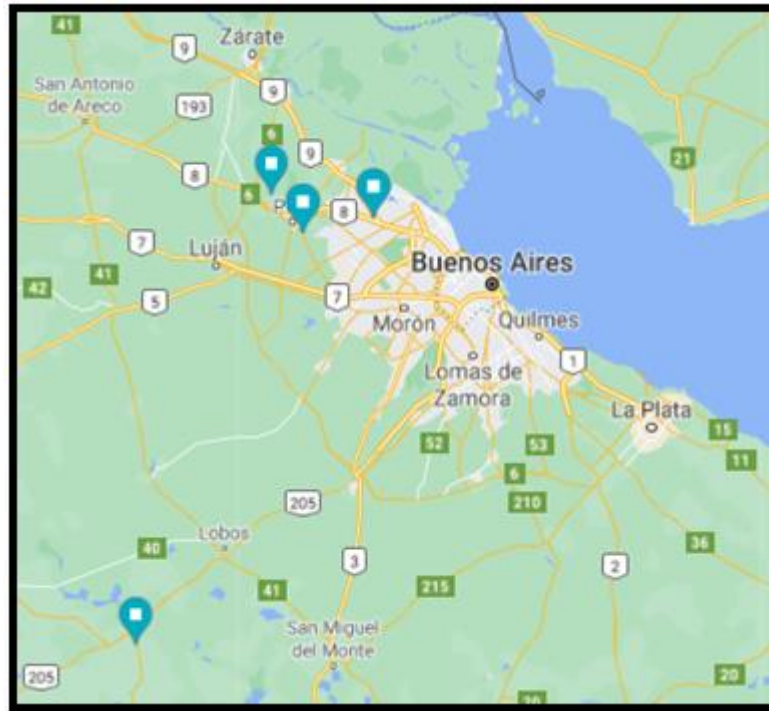 41
9
Zárate
San Antonio
de Areco
193
9
6
9
21
8
6
8
7
Luján
Buenos Aires
41
42
5
7
Morón
Quilmes
1
Lomas de
Zamora
La Plata
52
53
15
6
11
210
205
Lobos
40
3
36
2
41
215
San Miguel
del Monte
205
20